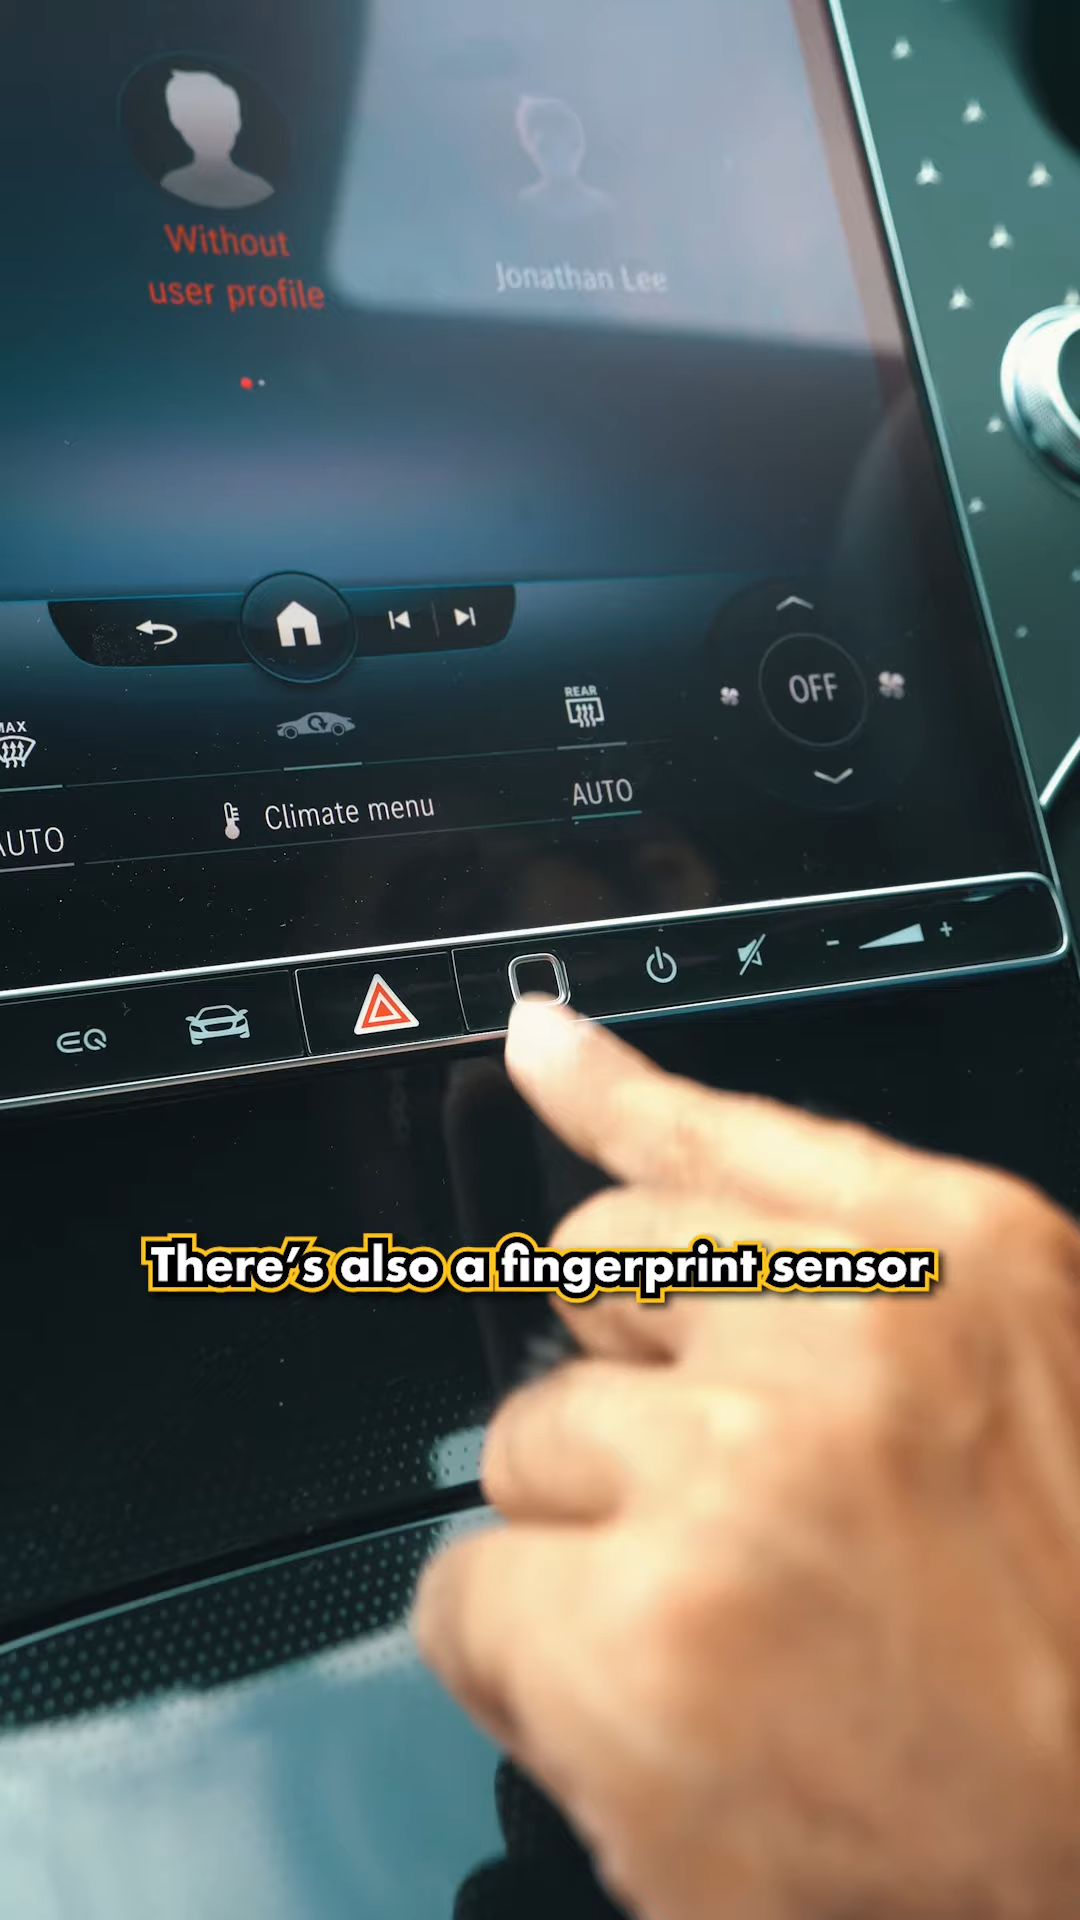 Without
user profile
Jonathan Lee
MAX
REAR
OFF
AUTO
Climate menu
AUTO
EQ
There's also a fingerprint sensor